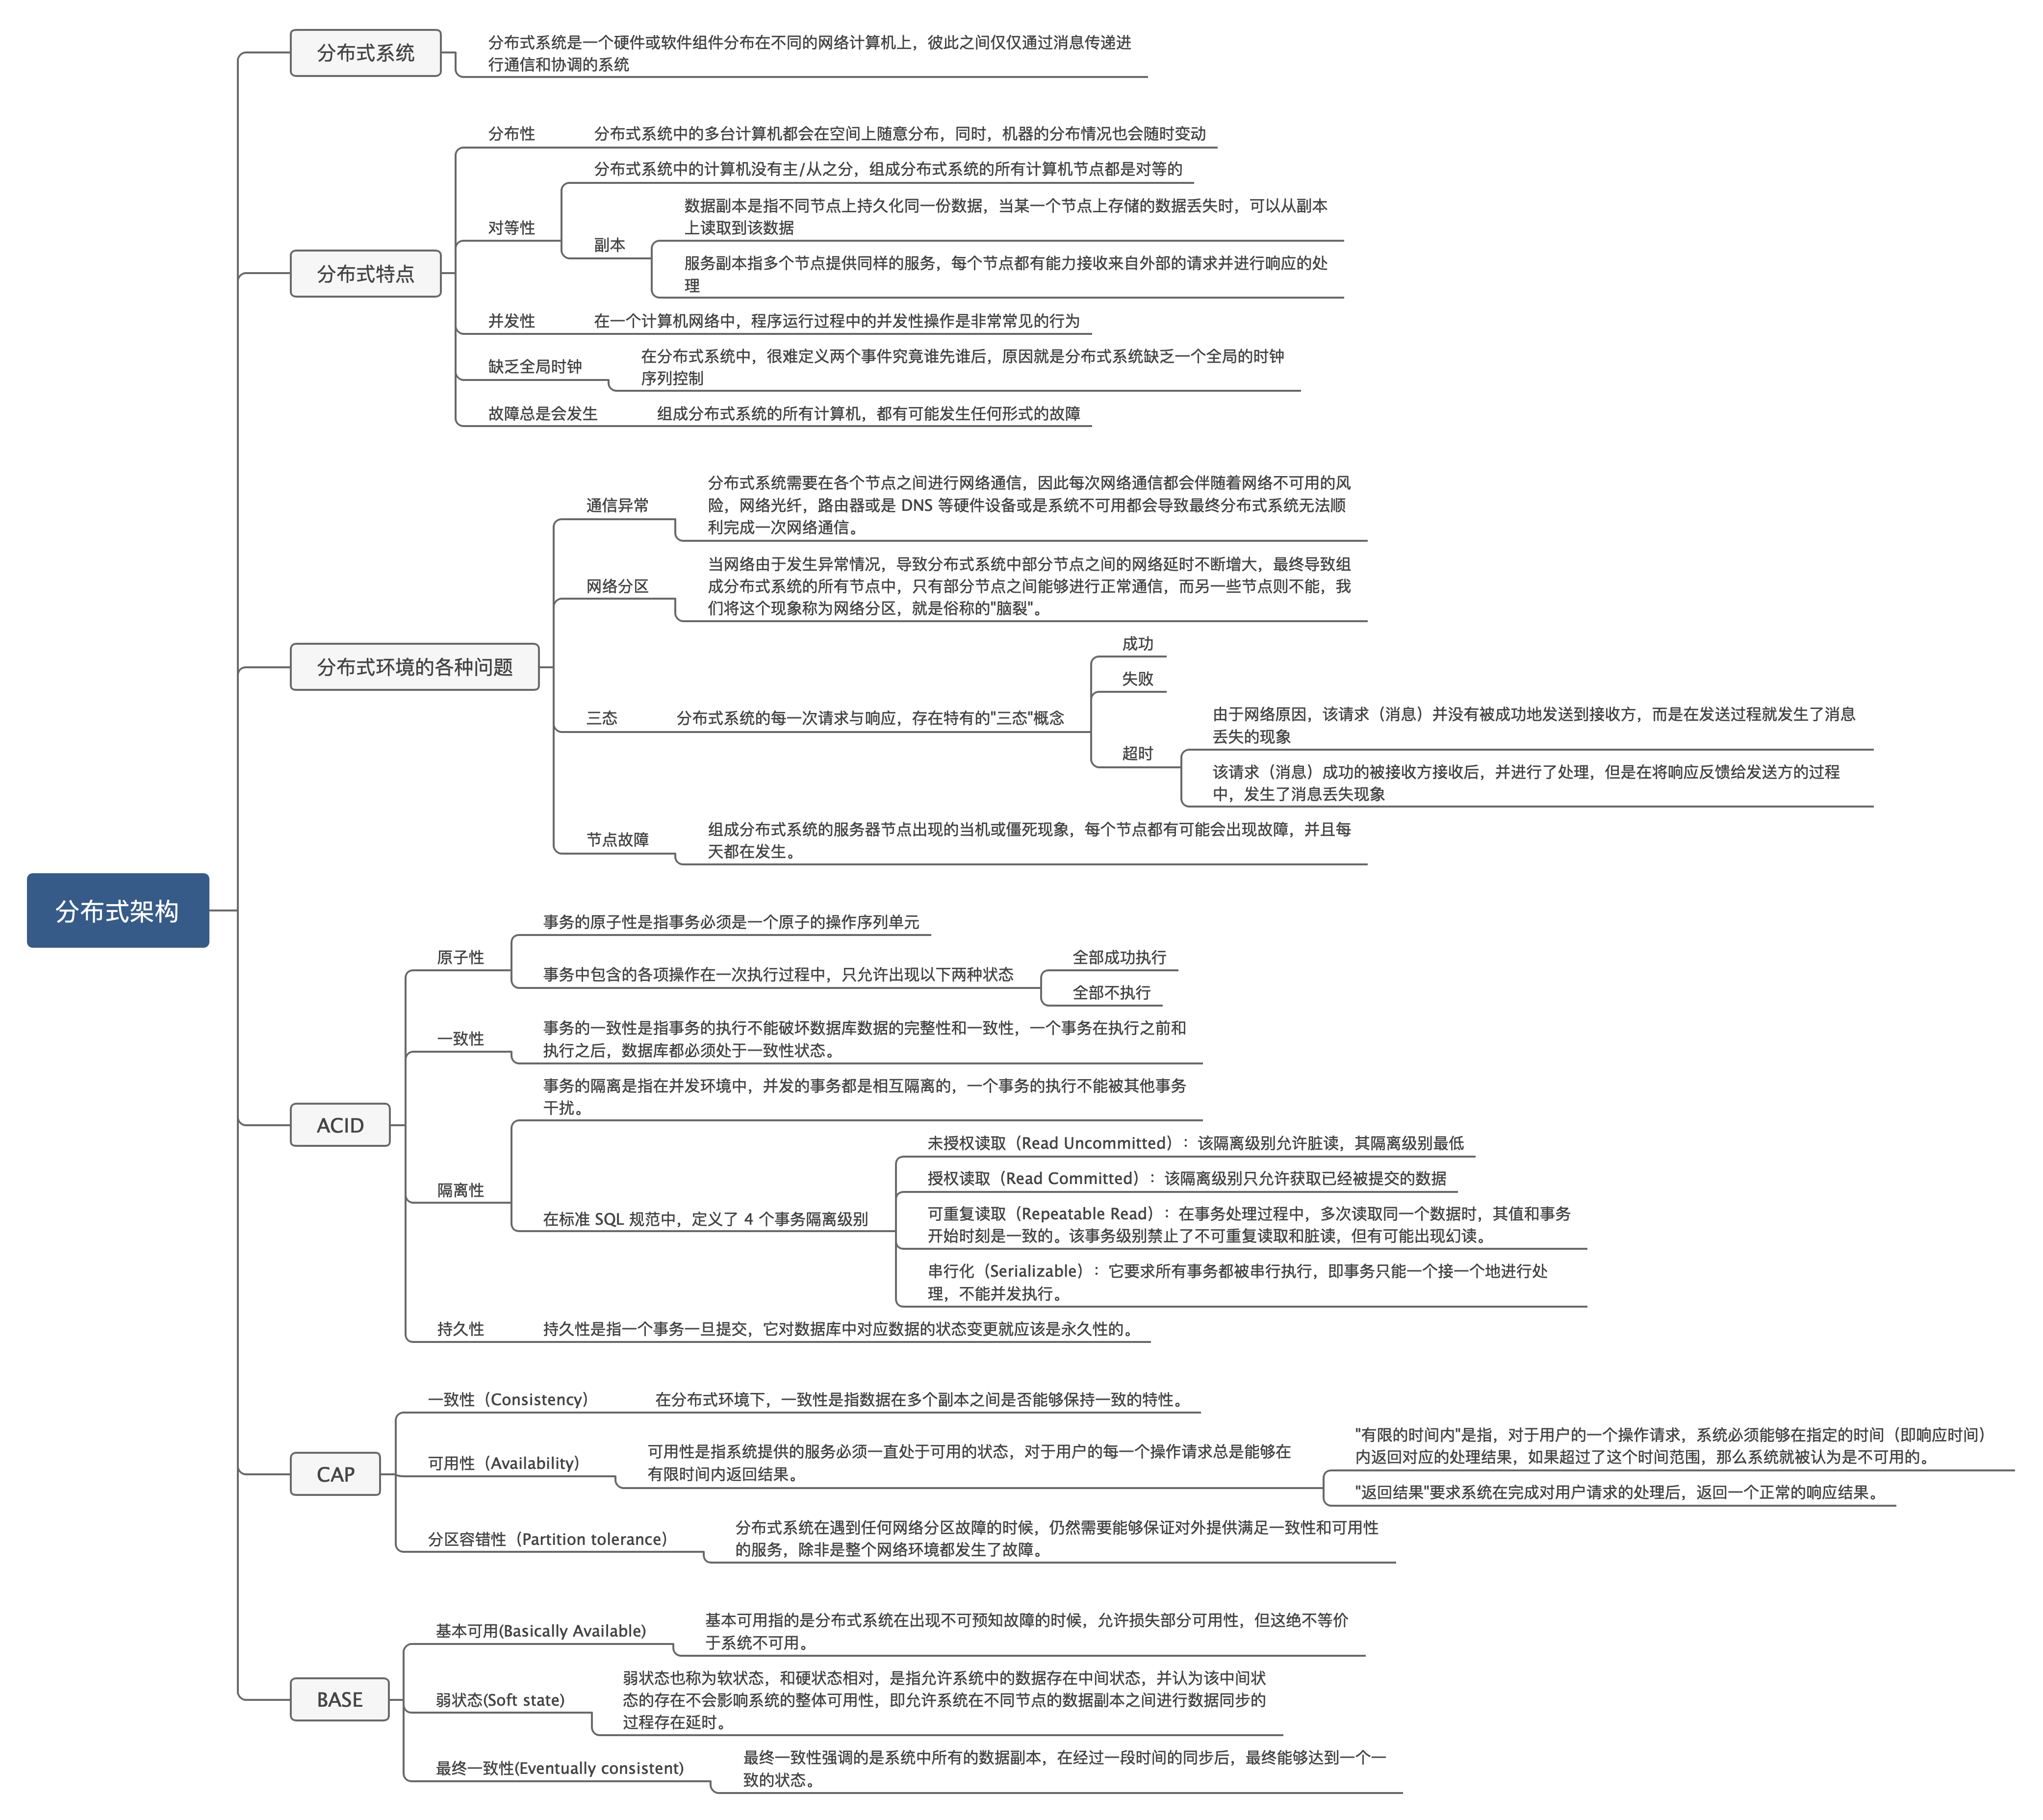 分布式架构
分布式系统
分布式系统是一个硬件或软件组件分布在不同的网络计算机上，彼此之间仅仅通过消息传递进
行通信和协调的系统
分布式特点
分布性
分布式系统中的多台计算机都会在空间上随意分布，同时，机器的分布情况也会随时变动
对等性
分布式系统中的计算机没有主/从之分，组成分布式系统的所有计算机节点都是对等的
副本
数据副本是指不同节点上持久化同一份数据，当某一个节点上存储的数据丢失时，可以从副本
上读取到该数据
服务副本指多个节点提供同样的服务，每个节点都有能力接收来自外部的请求并进行响应的处
理
并发性
在一个计算机网络中，程序运行过程中的并发性操作是非常常见的行为
缺乏全局时钟
在分布式系统中，很难定义两个事件究竟谁先谁后，原因就是分布式系统缺乏一个全局的时钟
序列控制
故障总是会发生
组成分布式系统的所有计算机，都有可能发生任何形式的故障
分布式环境的各种问题
通信异常
分布式系统需要在各个节点之间进行网络通信，因此每次网络通信都会伴随着网络不可用的风
险，网络光纤，路由器或是 DNS 等硬件设备或是系统不可用都会导致最终分布式系统无法顺
利完成一次网络通信。
网络分区
当网络由于发生异常情况，导致分布式系统中部分节点之间的网络延时不断增大，最终导致组
成分布式系统的所有节点中，只有部分节点之间能够进行正常通信，而另一些节点则不能，我
们将这个现象称为网络分区，就是俗称的"脑裂"。
三态
分布式系统的每一次请求与响应，存在特有的"三态"概念
成功
失败
超时
由于网络原因，该请求（消息）并没有被成功地发送到接收方，而是在发送过程就发生了消息
丢失的现象
该请求（消息）成功的被接收方接收后，并进行了处理，但是在将响应反馈给发送方的过程
中，发生了消息丢失现象
节点故障
组成分布式系统的服务器节点出现的当机或僵死现象，每个节点都有可能会出现故障，并且每
天都在发生。
ACID
原子性
事务的原子性是指事务必须是一个原子的操作序列单元
事务中包含的各项操作在一次执行过程中，只允许出现以下两种状态
全部成功执行
全部不执行
一致性
事务的一致性是指事务的执行不能破坏数据库数据的完整性和一致性，一个事务在执行之前和
执行之后，数据库都必须处于一致性状态。
隔离性
事务的隔离是指在并发环境中，并发的事务都是相互隔离的，一个事务的执行不能被其他事务
干扰。
在标准 SQL 规范中，定义了 4 个事务隔离级别
未授权读取（Read Uncommitted）：该隔离级别允许脏读，其隔离级别最低
授权读取（Read Committed）：该隔离级别只允许获取已经被提交的数据
可重复读取（Repeatable Read）：在事务处理过程中，多次读取同一个数据时，其值和事务
开始时刻是一致的。该事务级别禁止了不可重复读取和脏读，但有可能出现幻读。
串行化（Serializable）：它要求所有事务都被串行执行，即事务只能一个接一个地进行处
理，不能并发执行。
持久性
持久性是指一个事务一旦提交，它对数据库中对应数据的状态变更就应该是永久性的。
CAP
一致性（Consistency）
在分布式环境下，一致性是指数据在多个副本之间是否能够保持一致的特性。
可用性（Availability）
可用性是指系统提供的服务必须一直处于可用的状态，对于用户的每一个操作请求总是能够在
有限时间内返回结果。
"有限的时间内"是指，对于用户的一个操作请求，系统必须能够在指定的时间（即响应时间）
内返回对应的处理结果，如果超过了这个时间范围，那么系统就被认为是不可用的。
"返回结果"要求系统在完成对用户请求的处理后，返回一个正常的响应结果。
分区容错性（Partition tolerance）
分布式系统在遇到任何网络分区故障的时候，仍然需要能够保证对外提供满足一致性和可用性
的服务，除非是整个网络环境都发生了故障。
BASE
基本可用(Basically Available)
基本可用指的是分布式系统在出现不可预知故障的时候，允许损失部分可用性，但这绝不等价
于系统不可用。
弱状态(Soft state)
弱状态也称为软状态，和硬状态相对，是指允许系统中的数据存在中间状态，并认为该中间状
态的存在不会影响系统的整体可用性，即允许系统在不同节点的数据副本之间进行数据同步的
过程存在延时。
最终一致性(Eventually consistent)
最终一致性强调的是系统中所有的数据副本，在经过一段时间的同步后，最终能够达到一个一
致的状态。